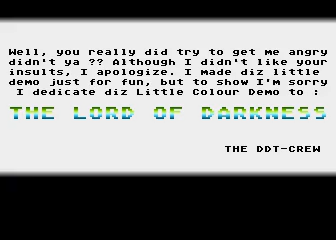 Well, you really did try to get me angry
didn't ya ?? Although I didn't like your
insults, I apologize. I made diz little
demo just for fun, but to show I'm sorry
I dedicate diz Little Colour Demo to :
THE LORD OF DARKNESS
THE DDT-CREW